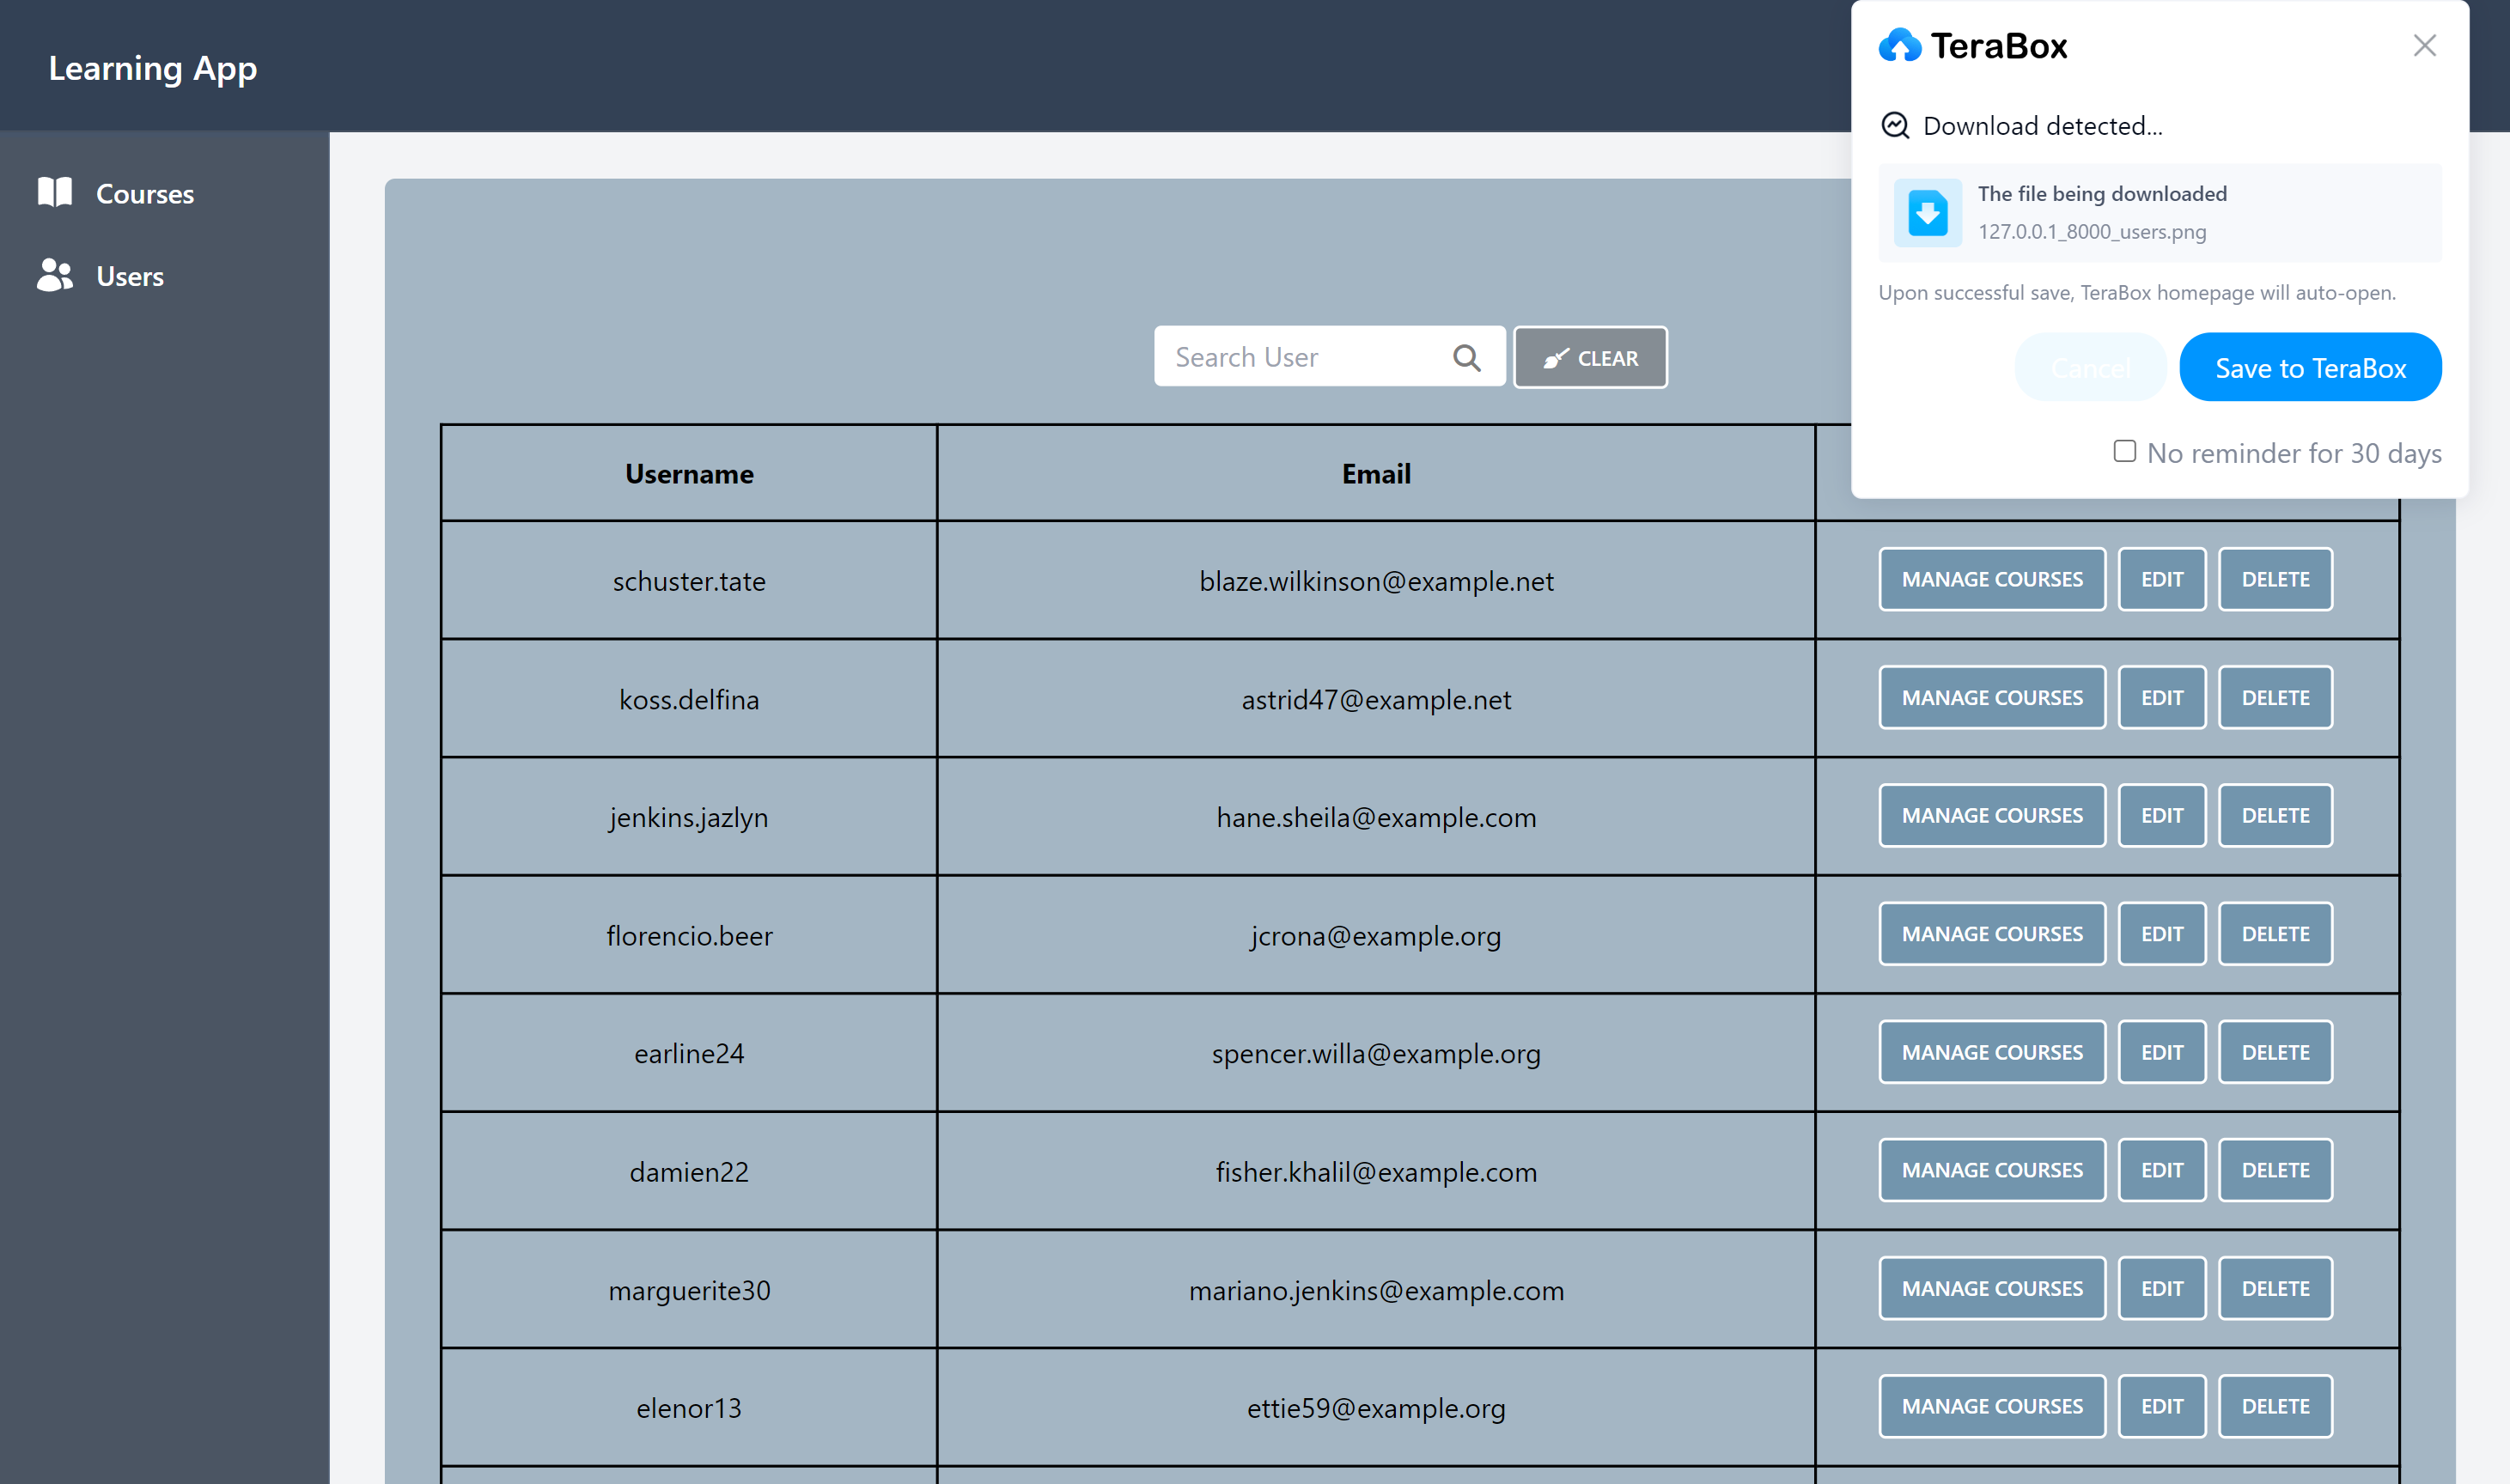 Learning App
TeraBox
Download detected...
The file being downloaded
127.0.0.1_8000_users.png
Upon successful save, TeraBox homepage will auto-open.
Cancel Save to TeraBox
No reminder for 30 days
Courses
Users
Search User CLEAR
Username Email
schuster.tate blaze.wilkinson@example.net MANAGE COURSES EDIT DELETE
koss.delfina astrid47@example.net MANAGE COURSES EDIT DELETE
jenkins.jazlyn hane.sheila@example.com MANAGE COURSES EDIT DELETE
florencio.beer jcrona@example.org MANAGE COURSES EDIT DELETE
earline24 spencer.willa@example.org MANAGE COURSES EDIT DELETE
damien22 fisher.khalil@example.com MANAGE COURSES EDIT DELETE
marguerite30 mariano.jenkins@example.com MANAGE COURSES EDIT DELETE
elenor13 ettie59@example.org MANAGE COURSES EDIT DELETE